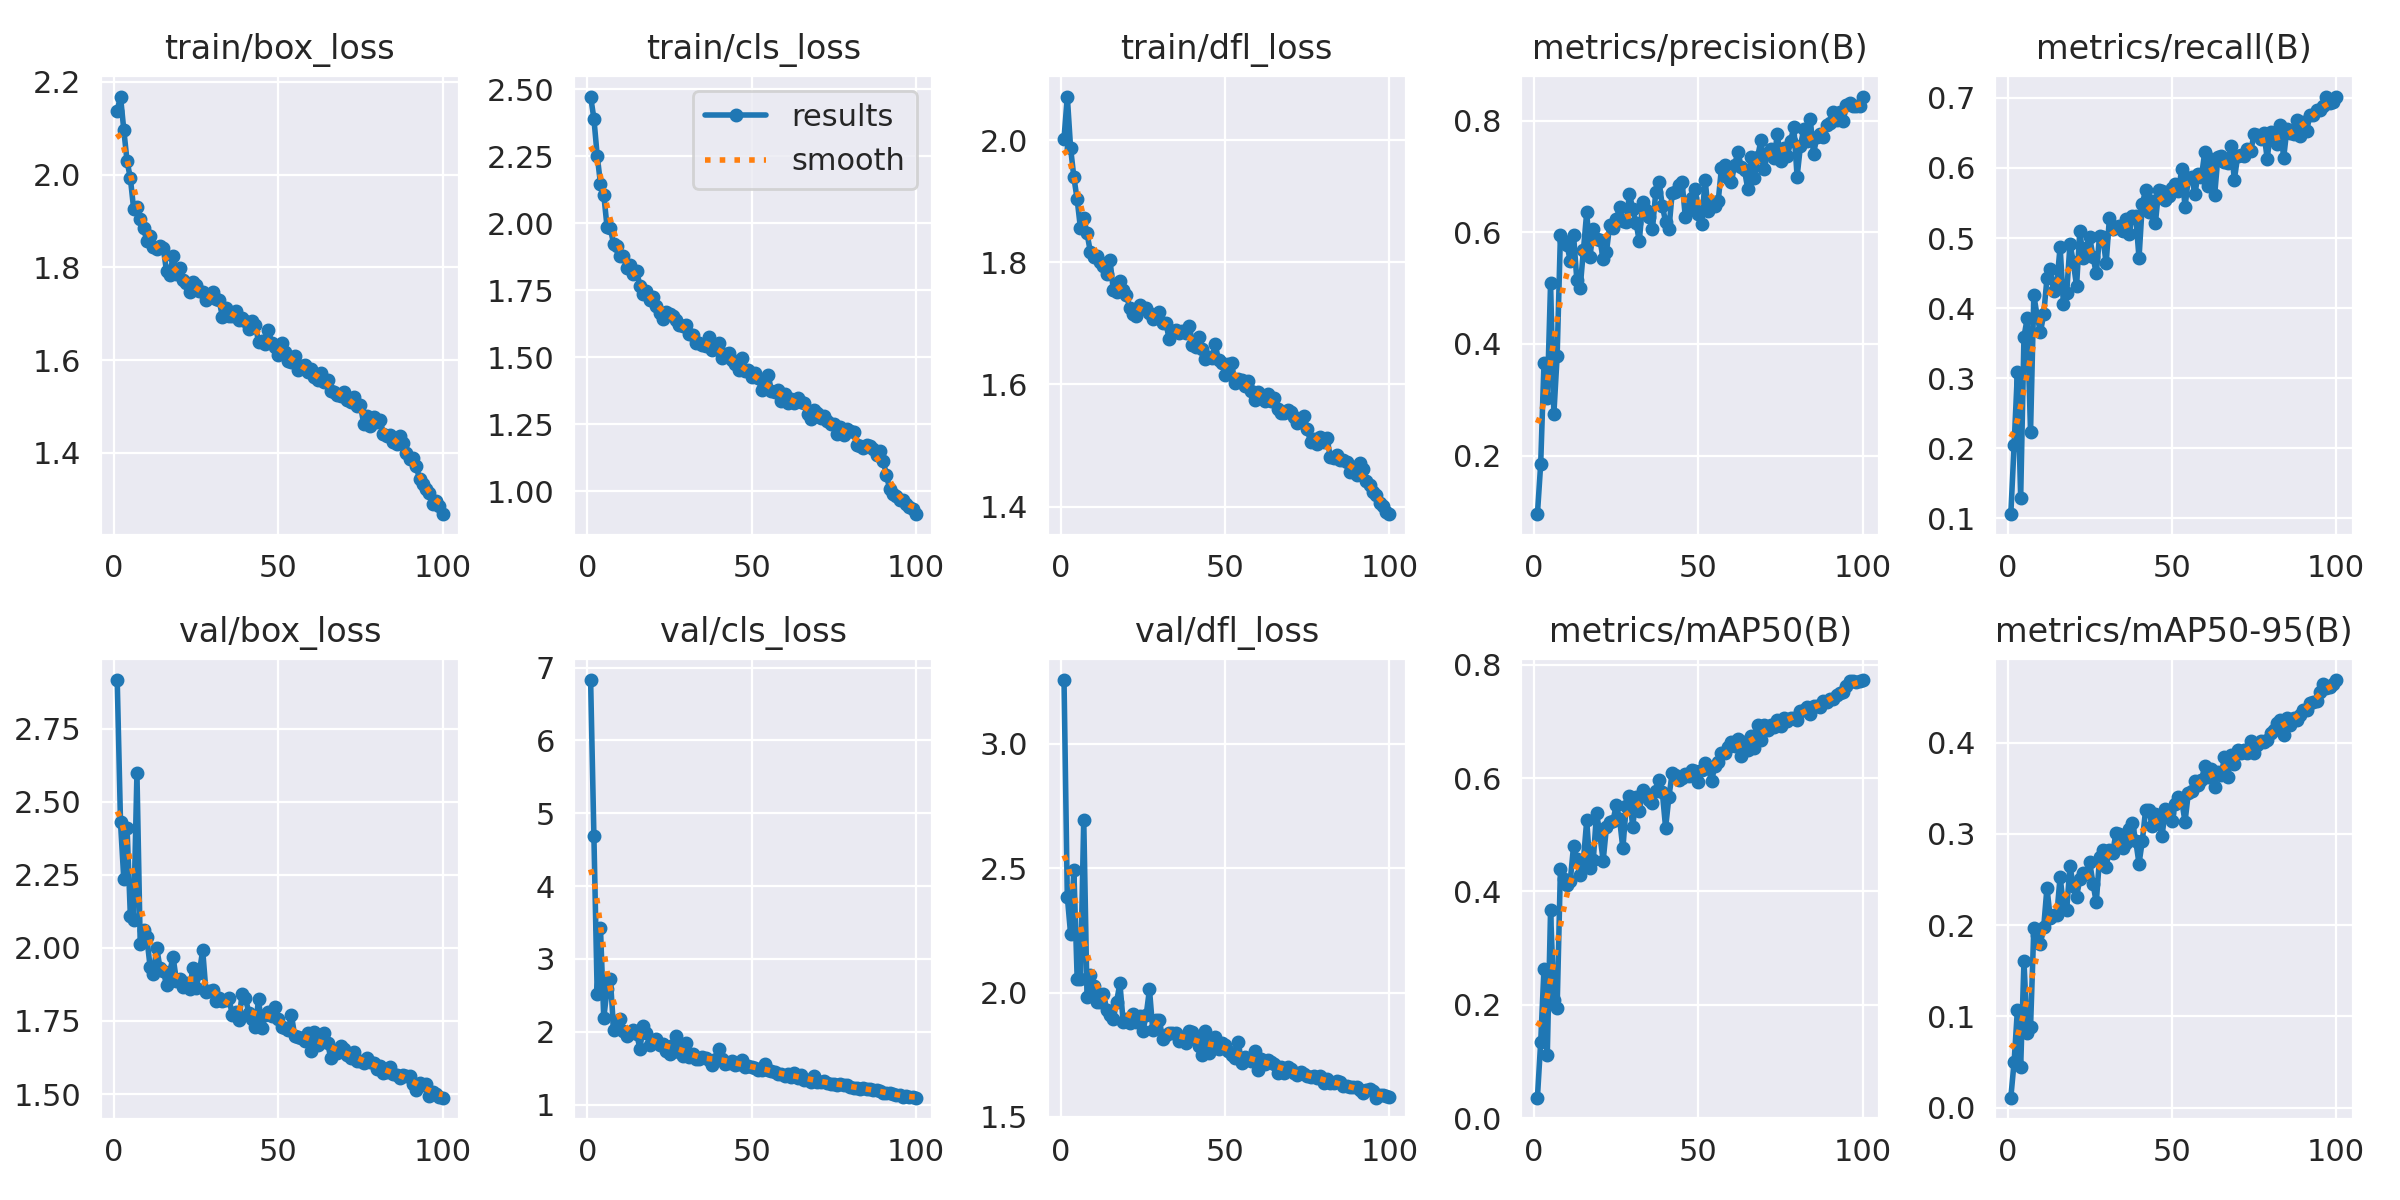 train/box_loss
2.2
2.0
1.8
1.6
1.4
0 50 100
train/cls_loss
results
smooth
2.50
2.25
2.00
1.75
1.50
1.25
1.00
0 50 100
train/dfl_loss
2.0
1.8
1.6
1.4
0 50 100
metrics/precision(B)
0.8
0.6
0.4
0.2
0 50 100
metrics/recall(B)
0.7
0.6
0.5
0.4
0.3
0.2
0.1
0 50 100
val/box_loss
2.75
2.50
2.25
2.00
1.75
1.50
0 50 100
val/cls_loss
7
6
5
4
3
2
1
0 50 100
val/dfl_loss
3.0
2.5
2.0
1.5
0 50 100
metrics/mAP50(B)
0.8
0.6
0.4
0.2
0.0
0 50 100
metrics/mAP50-95(B)
0.4
0.3
0.2
0.1
0.0
0 50 100